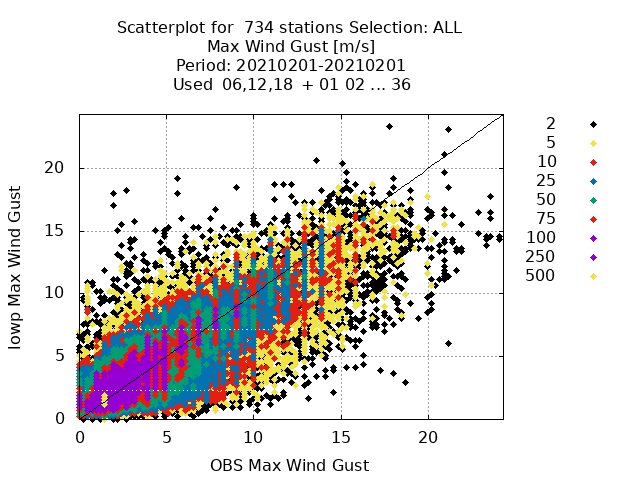 Scatterplot for 734 stations Selection: ALL
Max Wind Gust [m/s]
Period: 20210201-20210201
Used 06,12,18 + 01 02 ... 36
Iowp Max Wind Gust
20
15
10
5
0
0 5 10 15 20
OBS Max Wind Gust
2
5
10
25
50
75
100
250
500